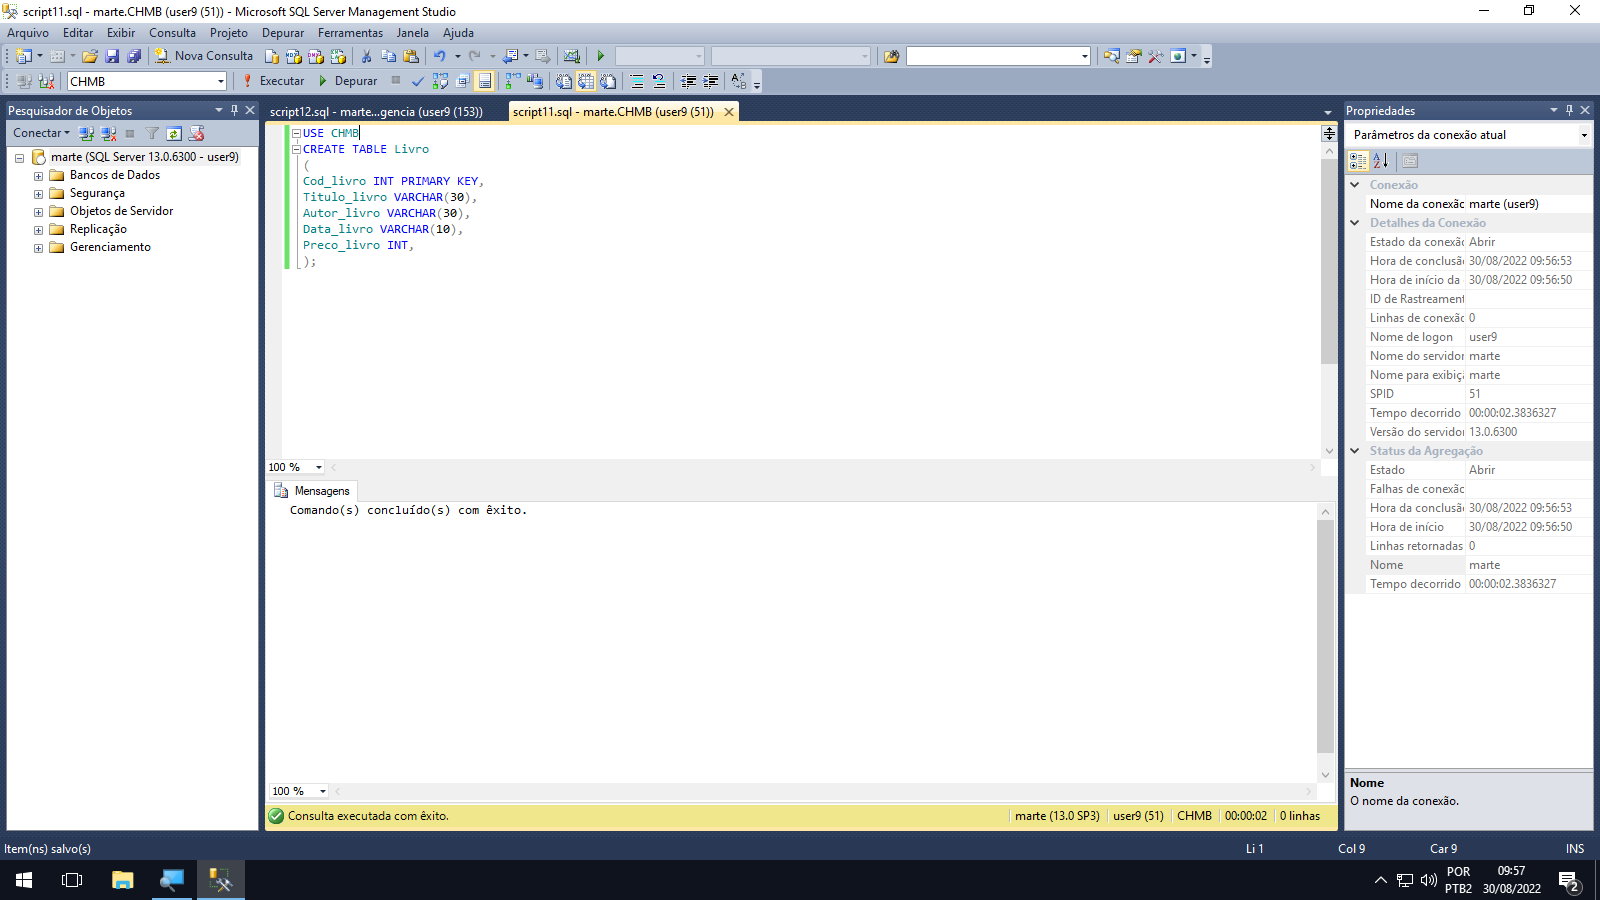 script11.sql - marte.CHMB (user9 (51)) - Microsoft SQL Server Management Studio
Arquivo Editar Exibir Consulta Projeto Depurar Ferramentas Janela Ajuda
Nova Consulta
CHMB Executar Depurar
Pesquisador de Objetos
Conectar
marte (SQL Server 13.0.6300 - user9)
Bancos de Dados
Segurança
Objetos de Servidor
Replicação
Gerenciamento
script12.sql - marte...gencia (user9 (153)) script11.sql - marte.CHMB (user9 (51))
USE CHMB
CREATE TABLE Livro
(
Cod_livro INT PRIMARY KEY,
Titulo_livro VARCHAR(30),
Autor_livro VARCHAR(30),
Data_livro VARCHAR(10),
Preco_livro INT,
);
100 %
Mensagens
Comando(s) concluído(s) com êxito.
100 %
Consulta executada com êxito. marte (13.0 SP3) user9 (51) CHMB 00:00:02 0 linhas
Propriedades
Parâmetros da conexão atual
Conexão
Nome da conexão marte (user9)
Detalhes da Conexão
Estado da conexão Abrir
Hora de conclusã 30/08/2022 09:56:53
Hora de início da 30/08/2022 09:56:50
ID de Rastreament
Linhas de conexão 0
Nome de logon user9
Nome do servidor marte
Nome para exibiçã marte
SPID 51
Tempo decorrido 00:00:02.3836327
Versão do servidor 13.0.6300
Status da Agregação
Estado Abrir
Falhas de conexão
Hora da conclusã 30/08/2022 09:56:53
Hora de início 30/08/2022 09:56:50
Linhas retornadas 0
Nome marte
Tempo decorrido 00:00:02.3836327
Nome
O nome da conexão.
Item(ns) salvo(s) Li 1 Col 9 Car 9 INS
POR
PTB2
09:57
30/08/2022
2